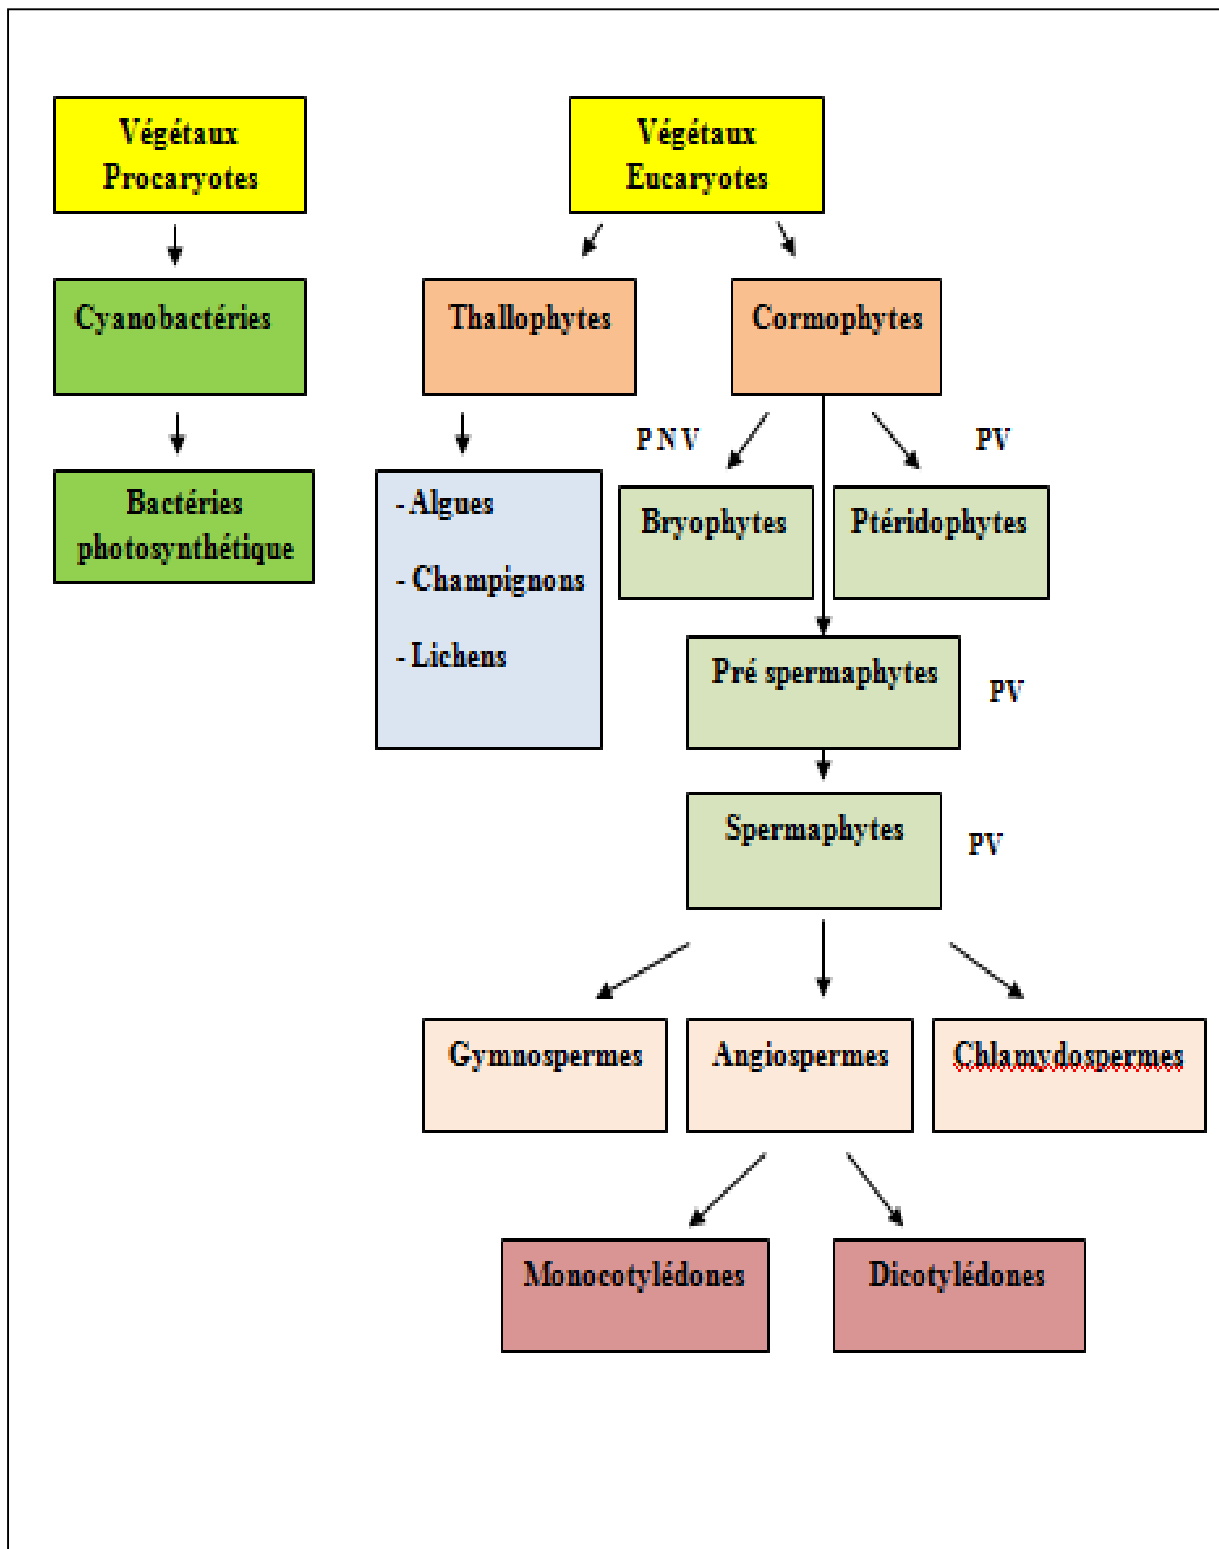 Végétaux
Procaryotes
Végétaux
Eucaryotes
Cyanobactéries
Thallophytes
Cormophytes
P N V
PV
Bactéries
photosynthétique
- Algues
- Champignons
- Lichens
Bryophytes
Ptéridophytes
Pré spermaphytes
PV
Spermaphytes
PV
Gymnospermes
Angiospermes
Chlamydospermes
Monocotylédones
Dicotylédones